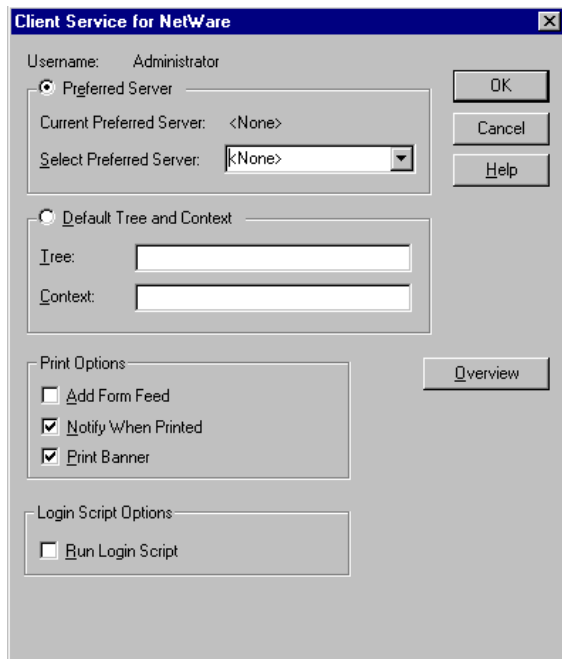 Client Service for NetWare
Username: Administrator
Preferred Server
OK
Current Preferred Server: <None>
Cancel
Select Preferred Server: <None>
Help
Default Tree and Context
Tree:
Context:
Print Options
Overview
Add Form Feed
Notify When Printed
Print Banner
Login Script Options
Run Login Script